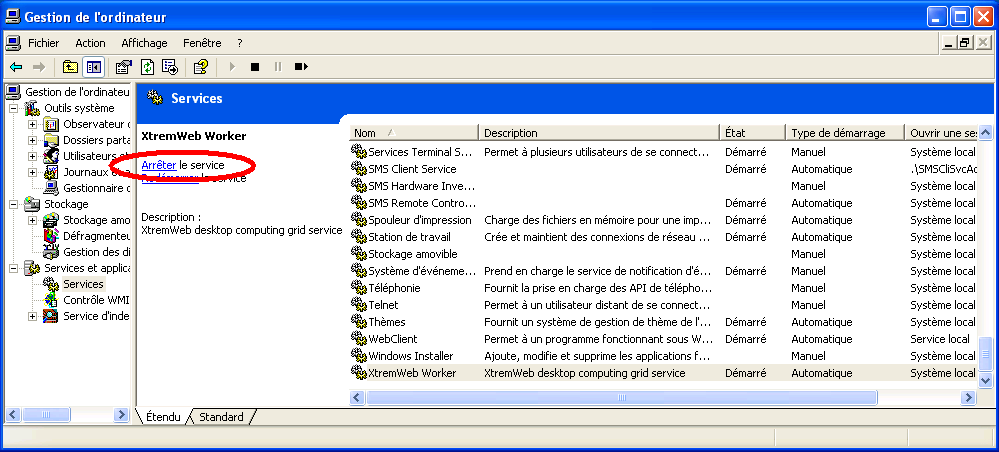 Gestion de l'ordinateur
Fichier Action Affichage Fenêtre ?
Gestion de l'ordinateu
Outils système
Observateur
Dossiers parta
Utilisateurs et
Journaux et a
Gestionnaire
Stockage
Stockage amo
Défragmenteu
Gestion des di
Services et applica
Services
Contrôle WMI
Service d'inde
Services
XtremWeb Worker
Arrêter le service
Redémarrer le service
Description :
XtremWeb desktop computing grid service
Nom Description État Type de démarrage Ouvrir une se
Services Terminal S... Permet à plusieurs utilisateurs de se connect... Démarré Manuel Système local
SMS Client Service Démarré Automatique .\SMSCliSvcAc
SMS Hardware Inve... Manuel Système local
SMS Remote Contro... Démarré Automatique Système local
Spouleur d'impression Charge des fichiers en mémoire pour une imp... Démarré Automatique Système local
Station de travail Crée et maintient des connexions de réseau ... Démarré Automatique Système local
Stockage amovible Manuel Système local
Système d'événeme... Prend en charge le service de notification d'é... Démarré Manuel Système local
Téléphonie Fournit la prise en charge des API de télépho... Manuel Système local
Telnet Permet à un utilisateur distant de se connect... Manuel Système local
Thèmes Fournit un système de gestion de thème de l'... Démarré Automatique Système local
WebClient Permet à un programme fonctionnant sous W... Démarré Automatique Service local
Windows Installer Ajoute, modifie et supprime les applications f... Manuel Système local
XtremWeb Worker XtremWeb desktop computing grid service Démarré Automatique Système local
Étendu Standard